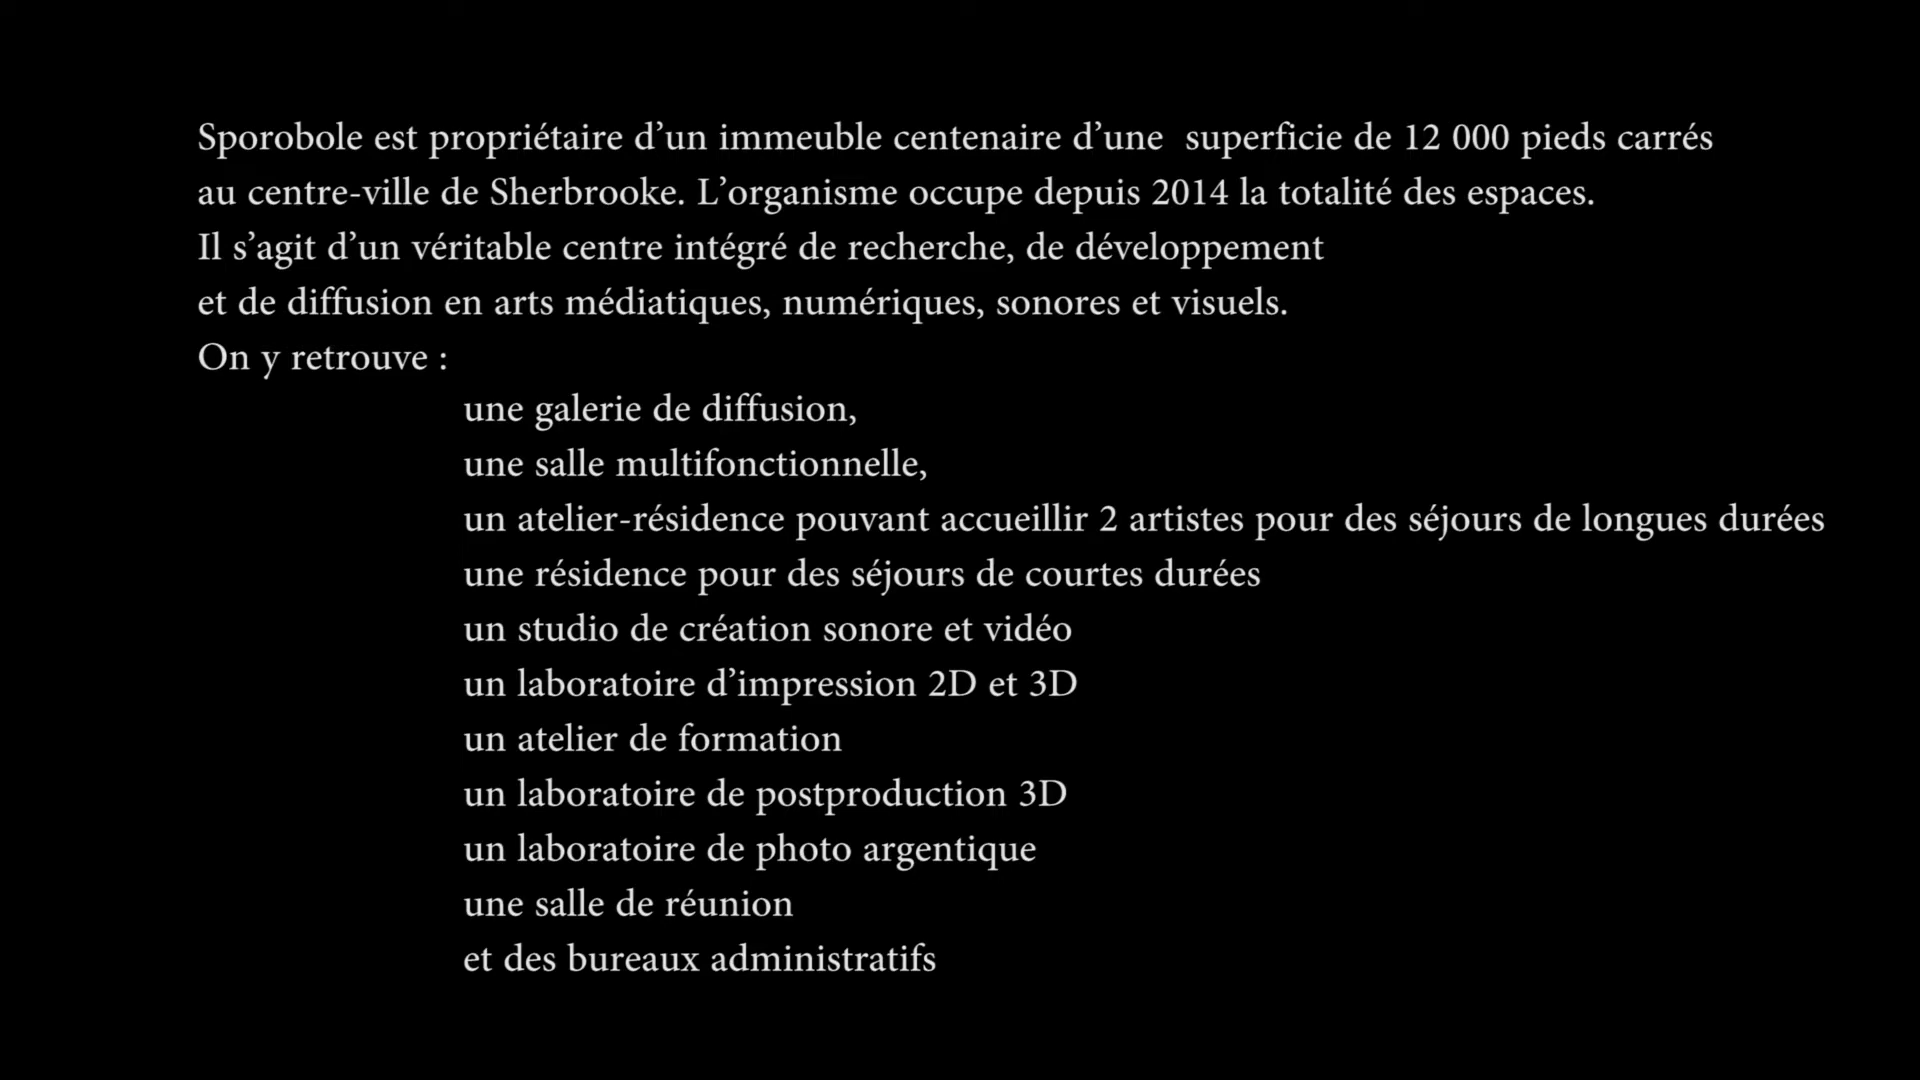 Sporobole est propriétaire d’un immeuble centenaire d’une  superficie de 12 000 pieds carrés
au centre-ville de Sherbrooke. L’organisme occupe depuis 2014 la totalité des espaces.
Il s’agit d’un véritable centre intégré de recherche, de développement
et de diffusion en arts médiatiques, numériques, sonores et visuels.
On y retrouve :
une galerie de diffusion,
une salle multifonctionnelle,
un atelier-résidence pouvant accueillir 2 artistes pour des séjours de longues durées
une résidence pour des séjours de courtes durées
un studio de création sonore et vidéo
un laboratoire d’impression 2D et 3D
un atelier de formation
un laboratoire de postproduction 3D
un laboratoire de photo argentique
une salle de réunion
et des bureaux administratifs